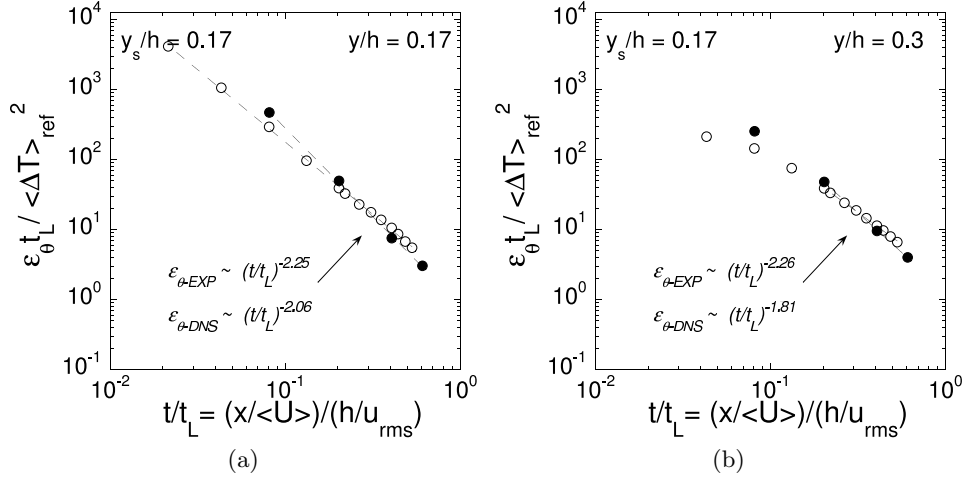 y_s/h = 0.17 y/h = 0.17
10^4
10^3
10^2
10^1
10^0
10^-1
ε_θ t_L / <ΔT>_ref^2
ε_θ-EXP ~ (t/t_L)^-2.25
ε_θ-DNS ~ (t/t_L)^-2.06
10^-2 10^-1 10^0
t/t_L = (x/<U>)/(h/u_rms)
(a)
y_s/h = 0.17 y/h = 0.3
10^4
10^3
10^2
10^1
10^0
10^-1
ε_θ t_L / <ΔT>_ref^2
ε_θ-EXP ~ (t/t_L)^-2.26
ε_θ-DNS ~ (t/t_L)^-1.81
10^-2 10^-1 10^0
t/t_L = (x/<U>)/(h/u_rms)
(b)